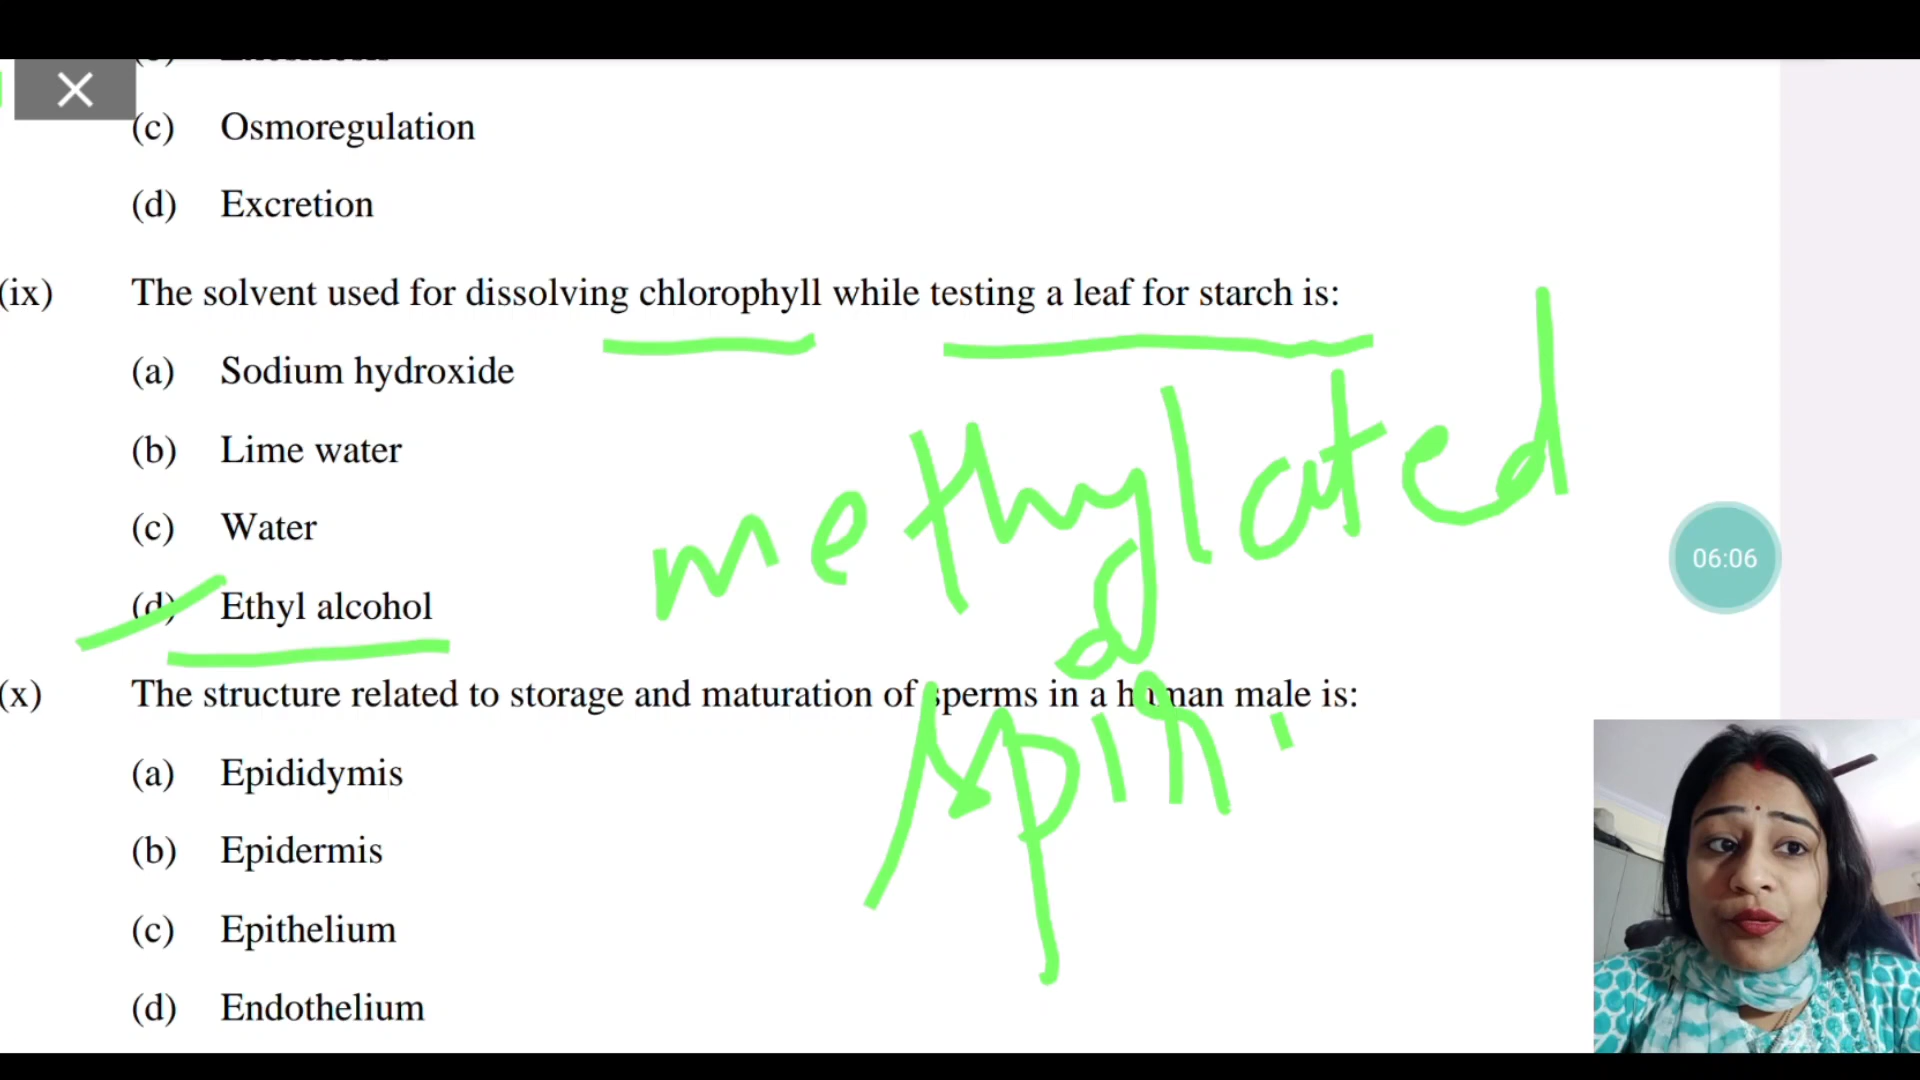 (c) Osmoregulation
(d) Excretion
(ix) The solvent used for dissolving chlorophyll while testing a leaf for starch is:
(a) Sodium hydroxide
(b) Lime water
(c) Water
(d) Ethyl alcohol
methylated
spiri
06:06
(x) The structure related to storage and maturation of sperms in a human male is:
(a) Epididymis
(b) Epidermis
(c) Epithelium
(d) Endothelium